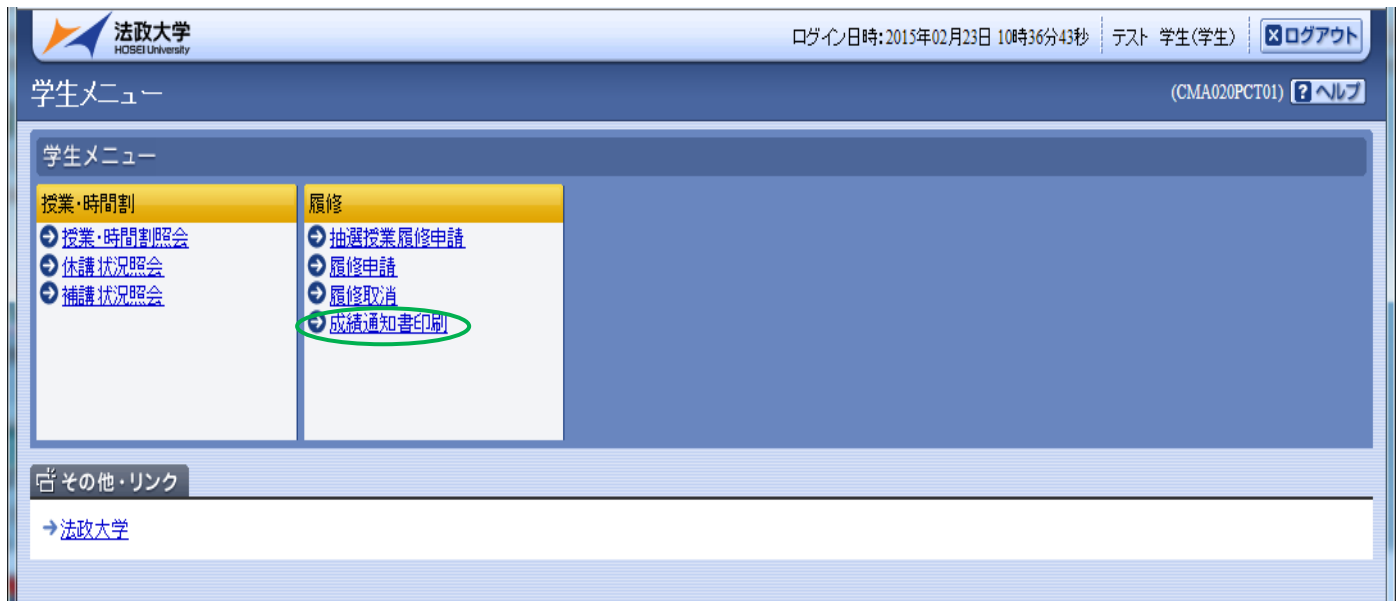 法政大学
HOSEI University
ログイン日時:2015年02月23日 10時36分43秒 テスト 学生(学生) ログアウト
学生メニュー
(CMA020PCT01) ? ヘルプ
学生メニュー
授業・時間割
授業・時間割照会
休講状況照会
補講状況照会
履修
抽選授業履修申請
履修申請
履修取消
成績通知書印刷
その他・リンク
法政大学